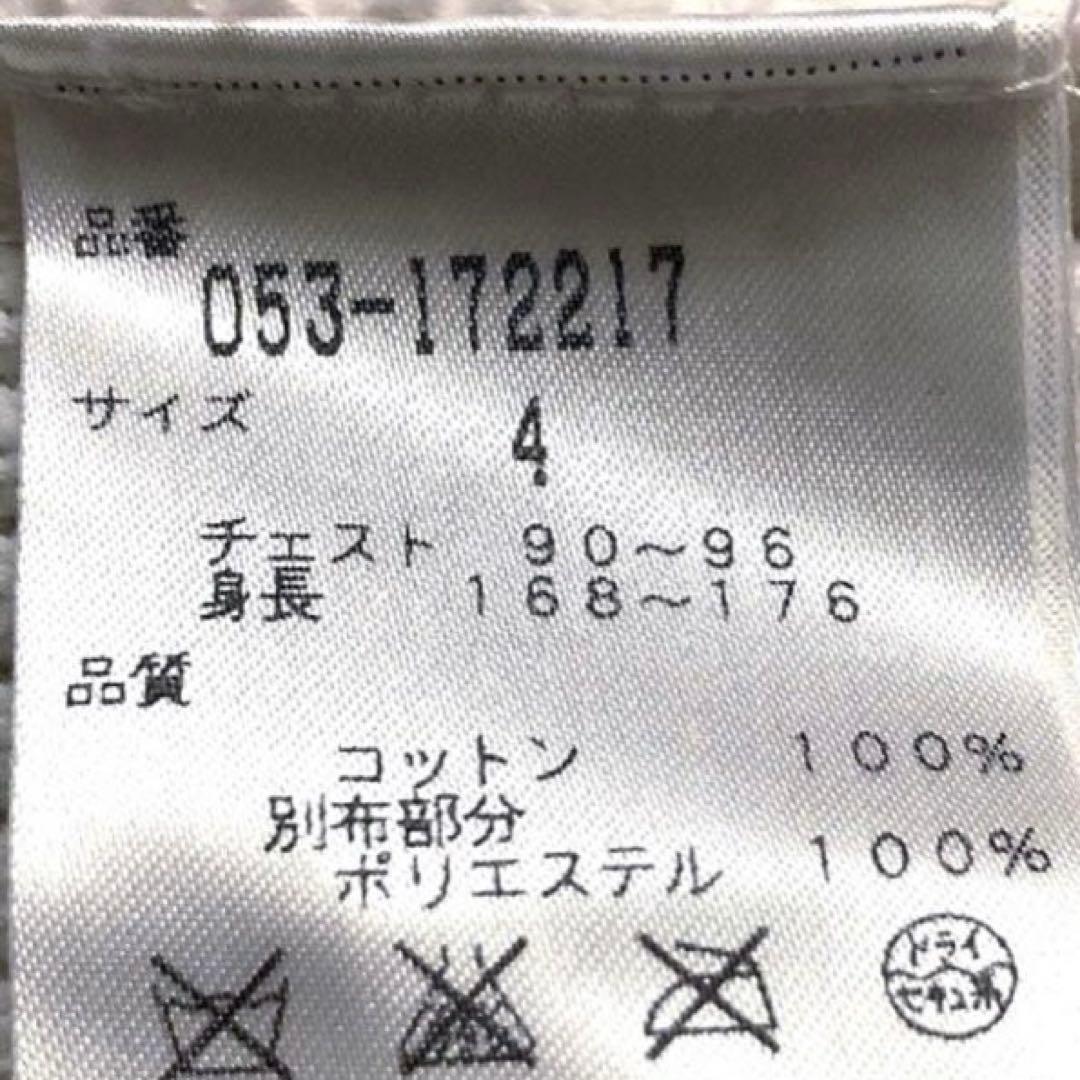 品番
053-172217
サイズ 4
チェスト 90～96
身長 168～176
品質
コットン 100%
別布部分
ポリエステル 100%
ドライ
セキユ系